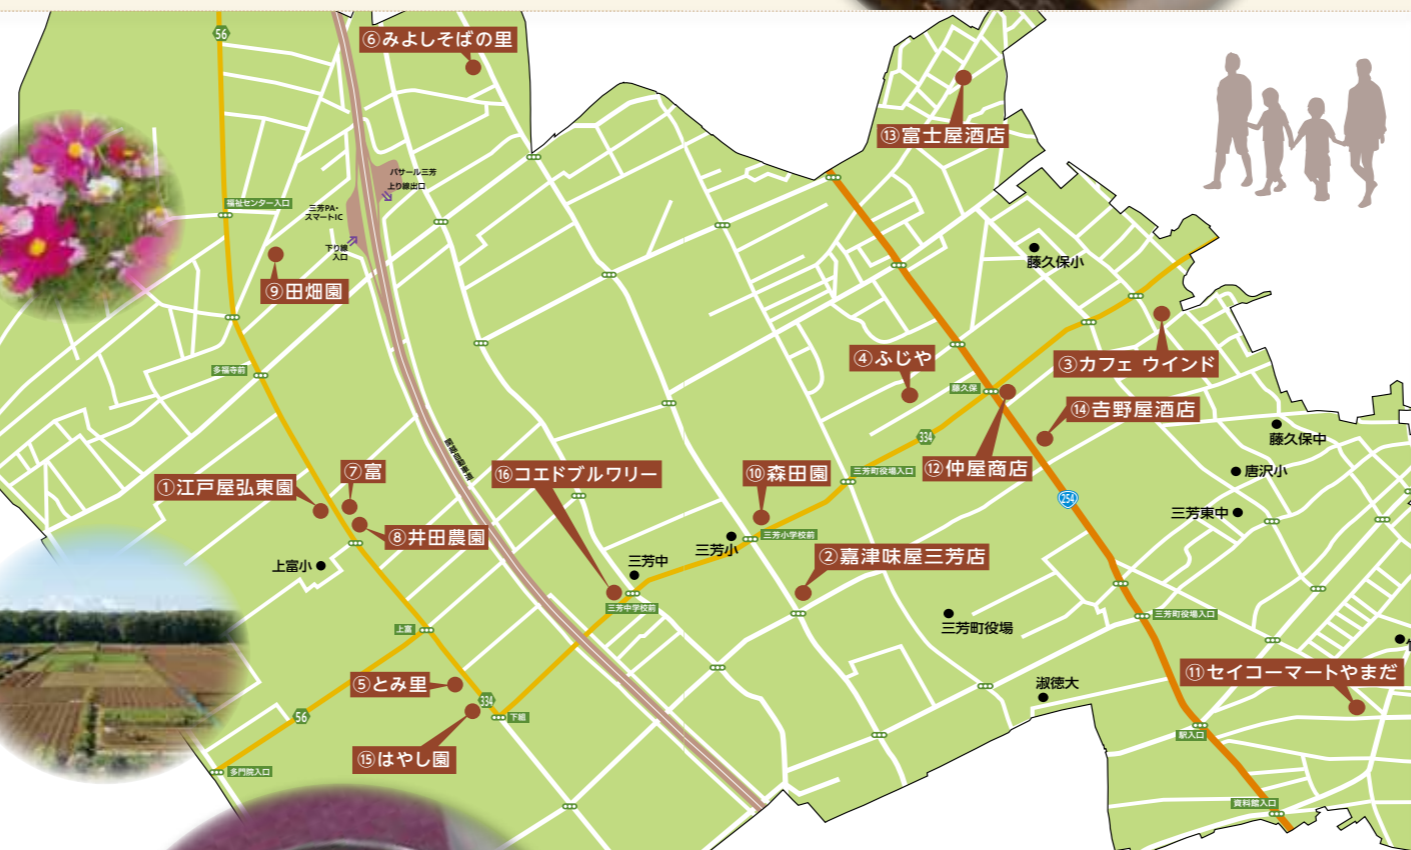 56
⑥みよしそばの里
⑬富士屋酒店
パサール三芳
上り線出口
三芳PA・
スマートIC
下り線
入口
福祉センター入口
⑨田畑園
藤久保小
多福寺前
④ふじや
③カフェ ウインド
藤久保
⑭吉野屋酒店
334
藤久保中
⑫仲屋商店
三芳町役場入口
唐沢小
関越自動車道
⑦富
⑯コエドブルワリー
⑩森田園
①江戸屋弘東園
254
三芳東中
⑧井田農園
三芳小学校前
三芳小
②嘉津味屋三芳店
三芳中
上富小
三芳中学校前
三芳町役場入口
上富
三芳町役場
⑤とみ里
⑪セイコーマートやまだ
淑徳大
334
56
下組
駅入口
⑮はやし園
多門院入口
資料館入口